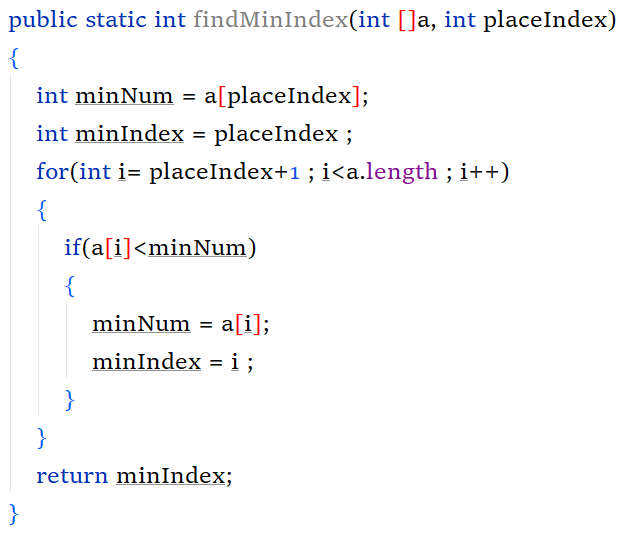 public static int findMinIndex(int []a, int placeIndex)
{
int minNum = a[placeIndex];
int minIndex = placeIndex ;
for(int i= placeIndex+1 ; i<a.length ; i++)
{
if(a[i]<minNum)
{
minNum = a[i];
minIndex = i ;
}
}
return minIndex;
}